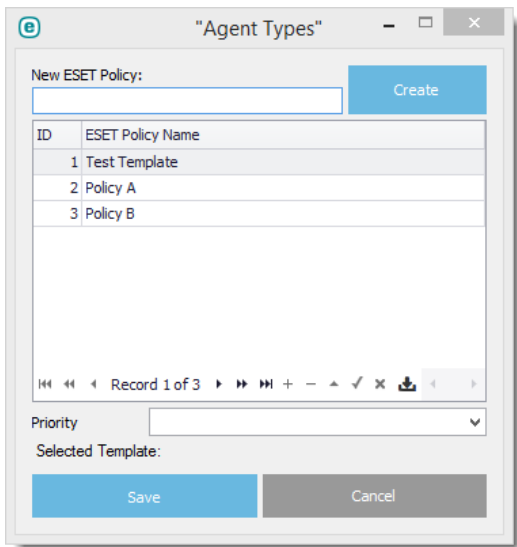 e
"Agent Types"
New ESET Policy:
Create
ID ESET Policy Name
1 Test Template
2 Policy A
3 Policy B
Record 1 of 3
Priority
Selected Template:
Save Cancel